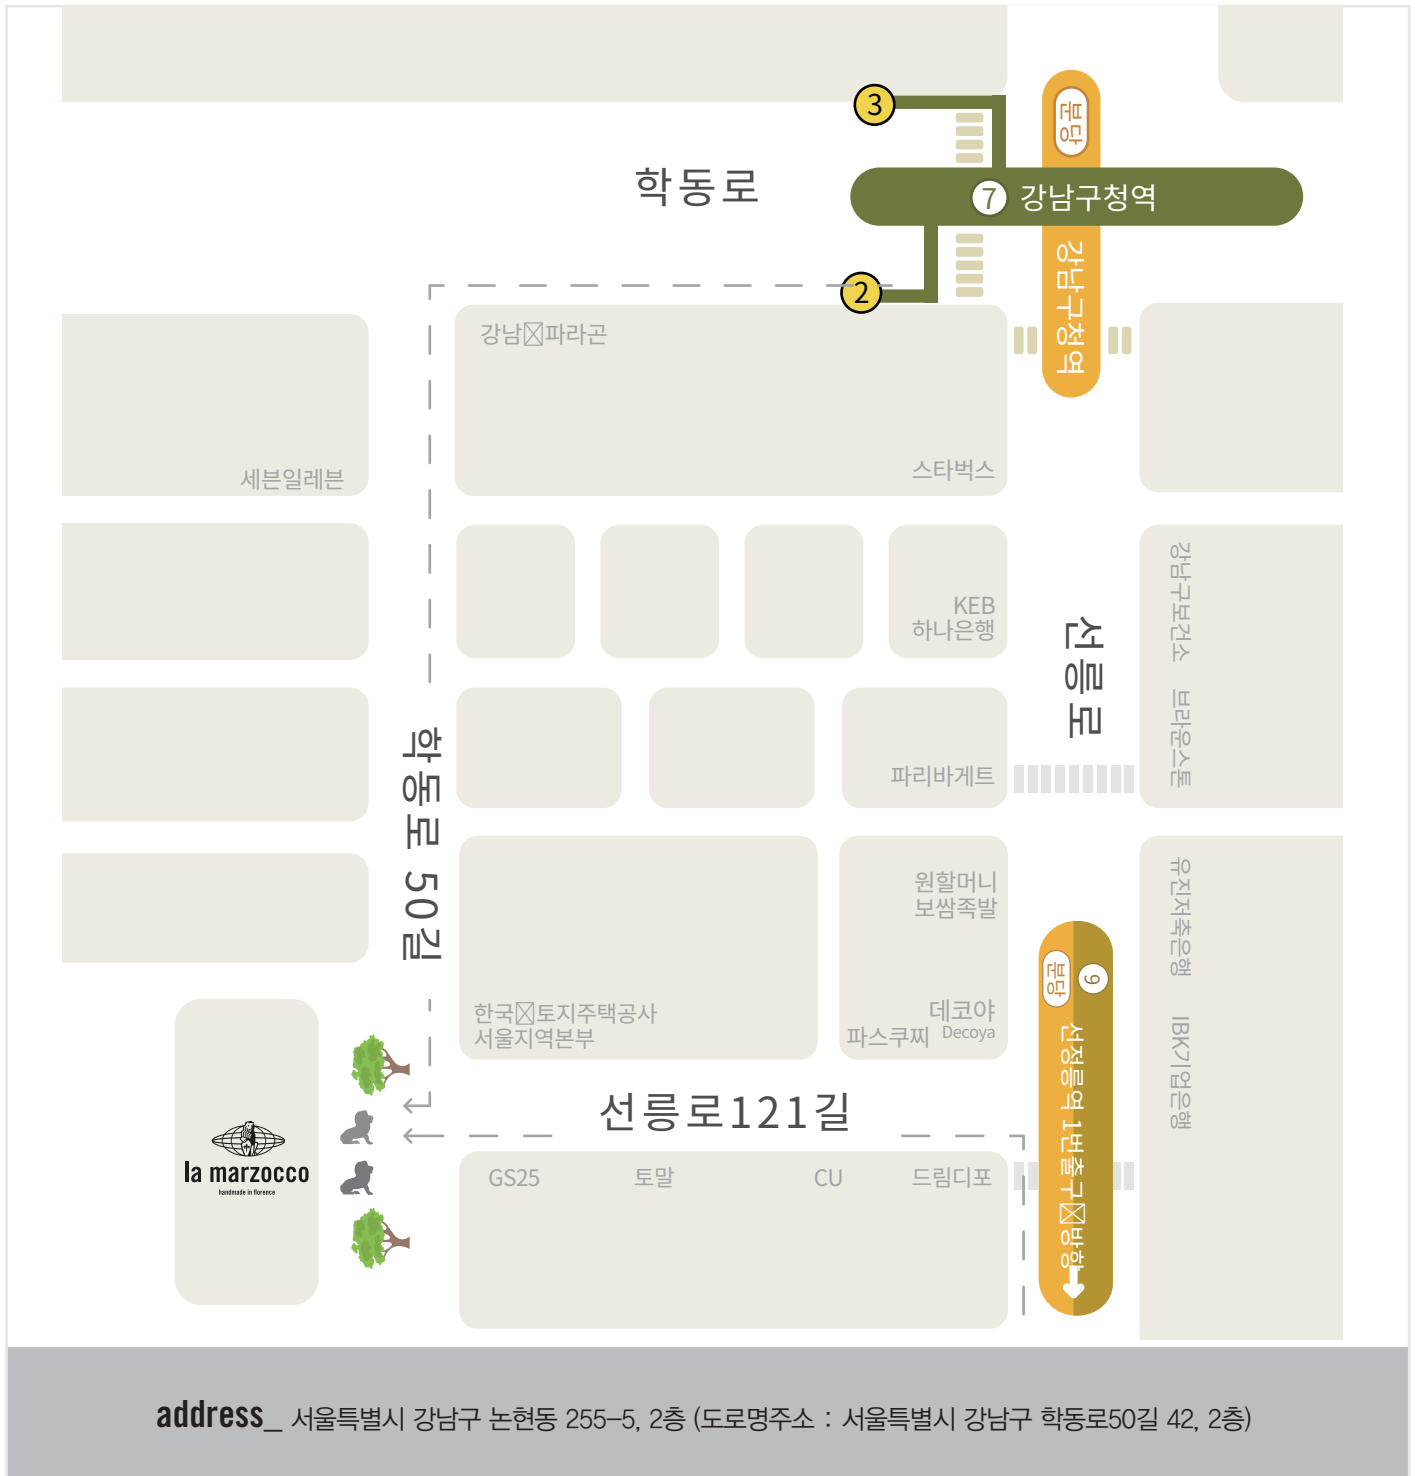 3
분당
학동로
7 강남구청역
강남구청역
2
강남 파라곤
스타벅스
세븐일레븐
KEB
하나은행
강남구보건소
브라운스톤
선릉로
파리바게트
학동로 50길
원할머니
보쌈족발
유진저축은행
분당
9
한국 토지주택공사
서울지역본부
데코야
Decoya
파스쿠찌
선정릉역 1번출구 방향
IBK기업은행
선릉로121길
la marzocco
handmade in florence
GS25
토말
CU
드림디포
address_ 서울특별시 강남구 논현동 255-5, 2층 (도로명주소 : 서울특별시 강남구 학동로50길 42, 2층)